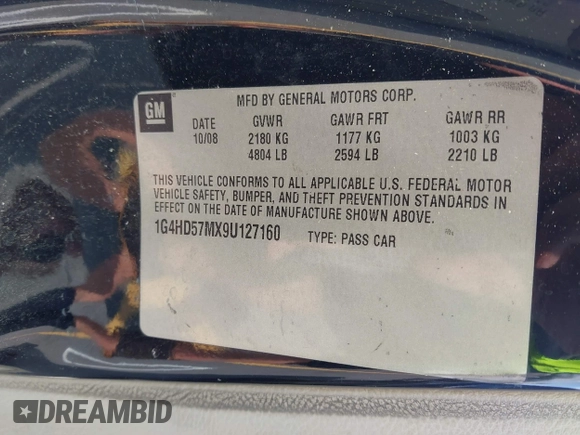 GM
MFD BY GENERAL MOTORS CORP.
DATE GVWR GAWR FRT GAWR RR
10/08 2180 KG 1177 KG 1003 KG
4804 LB 2594 LB 2210 LB
THIS VEHICLE CONFORMS TO ALL APPLICABLE U.S. FEDERAL MOTOR
VEHICLE SAFETY, BUMPER, AND THEFT PREVENTION STANDARDS IN
EFFECT ON THE DATE OF MANUFACTURE SHOWN ABOVE.
1G4HD57MX9U127160 TYPE: PASS CAR
DREAMBID